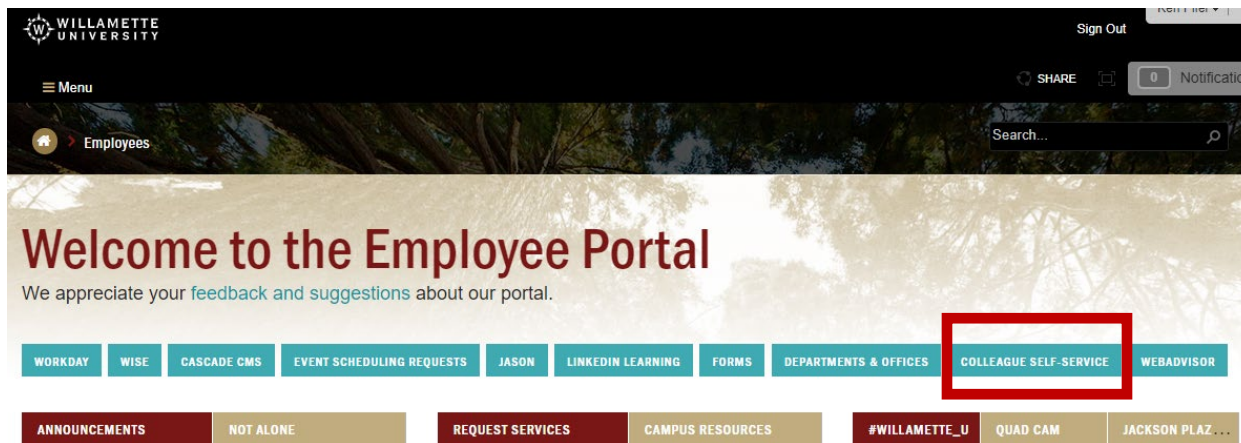 WILLAMETTE
UNIVERSITY
Sign Out
Menu
SHARE
0
Employees
Search...
Welcome to the Employee Portal
We appreciate your feedback and suggestions about our portal.
WORKDAY WISE CASCADE CMS EVENT SCHEDULING REQUESTS JASON LINKEDIN LEARNING FORMS DEPARTMENTS & OFFICES COLLEAGUE SELF-SERVICE WEBADVISOR
ANNOUNCEMENTS NOT ALONE REQUEST SERVICES CAMPUS RESOURCES #WILLAMETTE_U QUAD CAM JACKSON PLAZ...